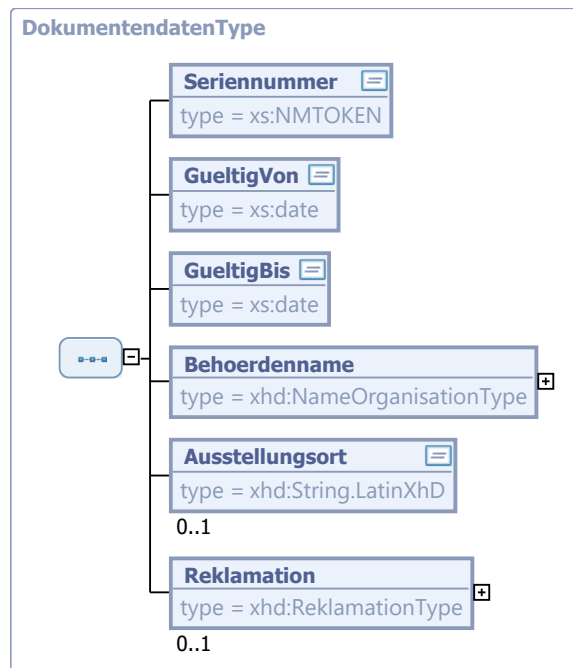 DokumentendatenType
Seriennummer
type = xs:NMTOKEN
GueltigVon
type = xs:date
GueltigBis
type = xs:date
Behoerdenname
type = xhd:NameOrganisationType
Ausstellungsort
type = xhd:String.LatinXhD
0..1
Reklamation
type = xhd:ReklamationType
0..1